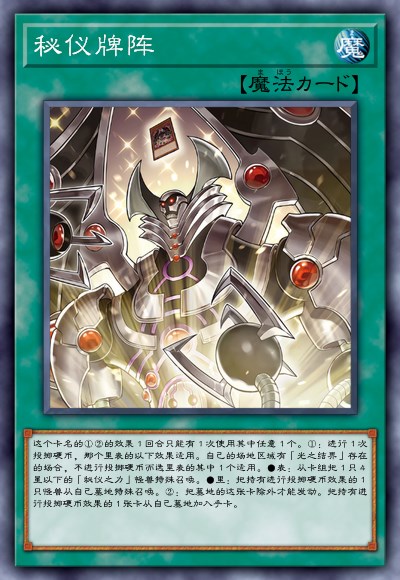 秘仪牌阵
魔
【魔法カード】
ま ほう
这个卡名的①②的效果1回合只能有1次使用其中任意1个。①：进行1次
投掷硬币，那个里表的以下效果适用。自己的场地区域有「光之结界」存在
的场合，不进行投掷硬币而选里表的其中1个适用。●表：从卡组把1只4
星以下的「秘仪之力」怪兽特殊召唤。●里：把持有进行投掷硬币效果的1
只怪兽从自己墓地特殊召唤。②：把墓地的这张卡除外才能发动。把持有进
行投掷硬币效果的1张卡从自己墓地加入手卡。